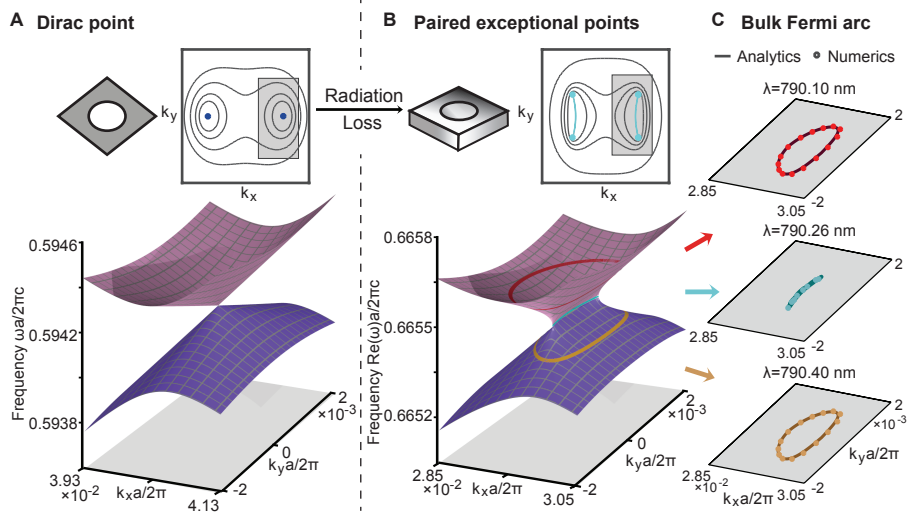 A Dirac point
B Paired exceptional points
C Bulk Fermi arc
Analytics
Numerics
k_y
k_x
Radiation
Loss
k_y
k_x
λ=790.10 nm
2
2.85
3.05
-2
λ=790.26 nm
2
2.85
3.05
-2
λ=790.40 nm
2
×10⁻³
k_ya/2π
2.85
×10⁻²
k_xa/2π
3.05
-2
Frequency ωa/2πc
0.5946
0.5942
0.5938
3.93
×10⁻²
k_xa/2π
4.13
-2
0
2
×10⁻³
k_ya/2π
Frequency Re(ω)a/2πc
0.6658
0.6655
0.6652
2.85
×10⁻²
k_xa/2π
3.05
-2
0
2
×10⁻³
k_ya/2π